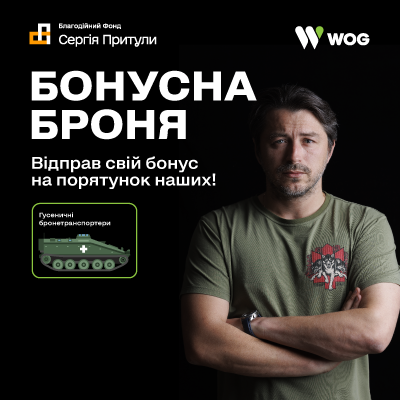 Благодійний Фонд
Сергія Притули
WOG
БОНУСНА
БРОНЯ
Відправ свій бонус
на порятунок наших!
Гусеничні
бронетранспортери